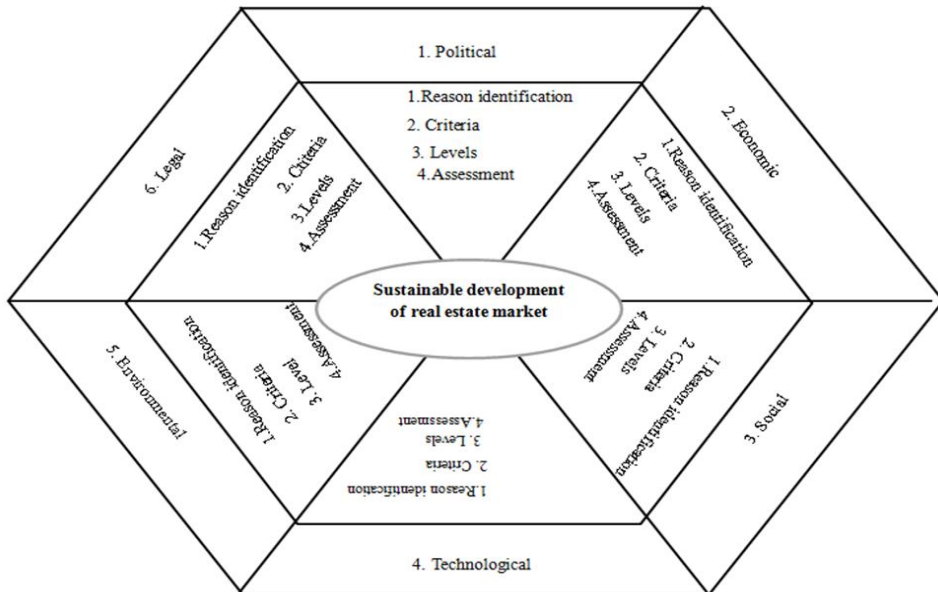 1. Political
1.Reason identification
2. Criteria
3. Levels
4.Assessment
2. Economic
1.Reason identification
2. Criteria
3. Levels
4.Assessment
3. Social
1.Reason identification
2. Criteria
3. Levels
4.Assessment
4. Technological
1.Reason identification
2. Criteria
3. Levels
4.Assessment
5. Environmental
1.Reason identification
2. Criteria
3. Level
4.Assessment
6. Legal
1.Reason identification
2. Criteria
3.Levels
4.Assessment
Sustainable development
of real estate market